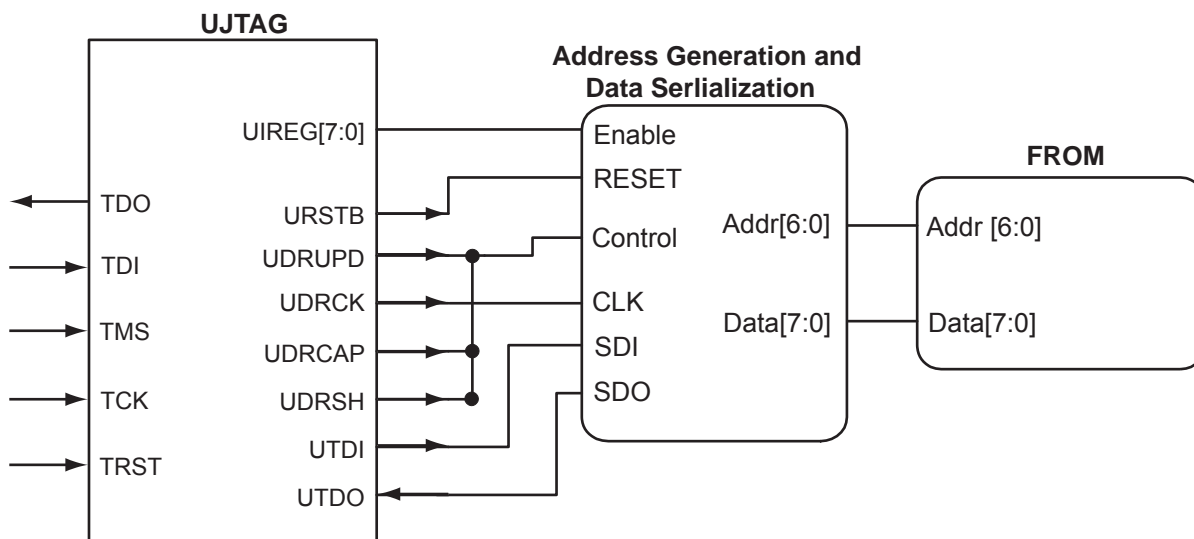 UJTAG
TDO
TDI
TMS
TCK
TRST
UIREG[7:0]
URSTB
UDRUPD
UDRCK
UDRCAP
UDRSH
UTDI
UTDO
Address Generation and
Data Serlialization
Enable
RESET
Control
CLK
SDI
SDO
Addr[6:0]
Data[7:0]
FROM
Addr [6:0]
Data[7:0]